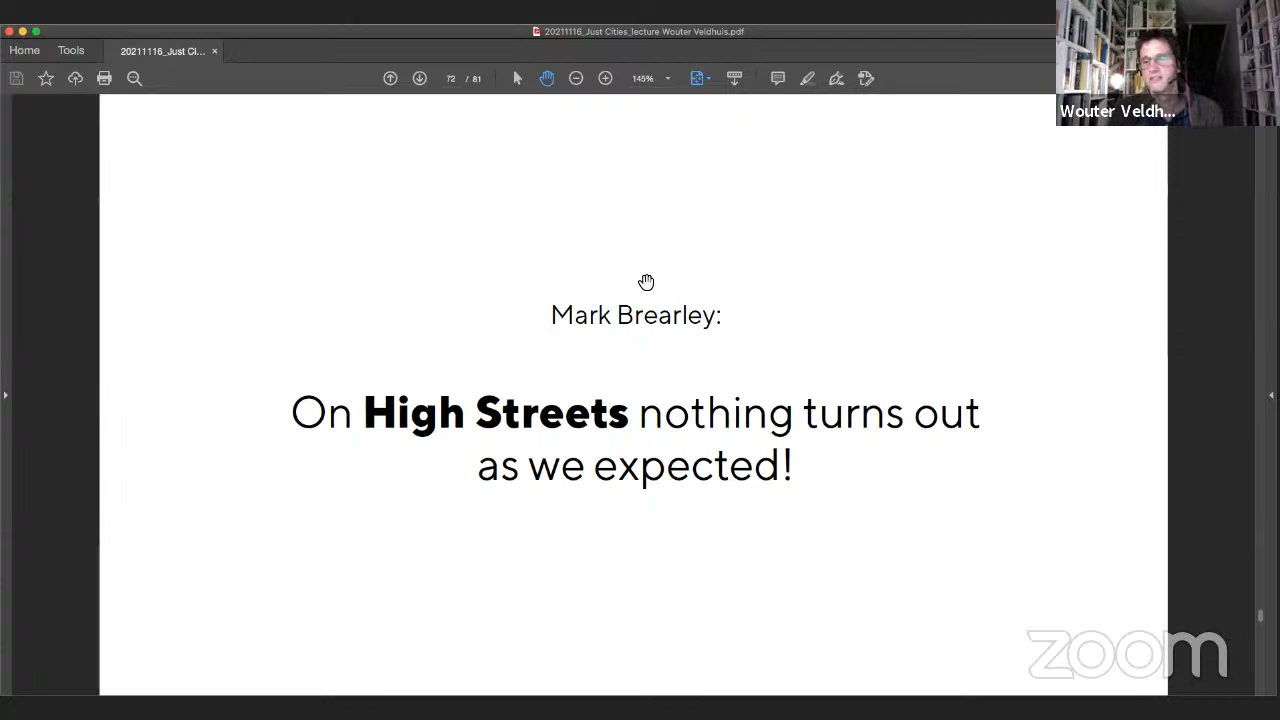 20211116_Just Cities_lecture Wouter Veldhuis.pdf
Home
Tools
20211116_Just Ci...
×
72 / 81
145%
Wouter Veldh...
Mark Brearley:
On High Streets nothing turns out
as we expected!
zoom